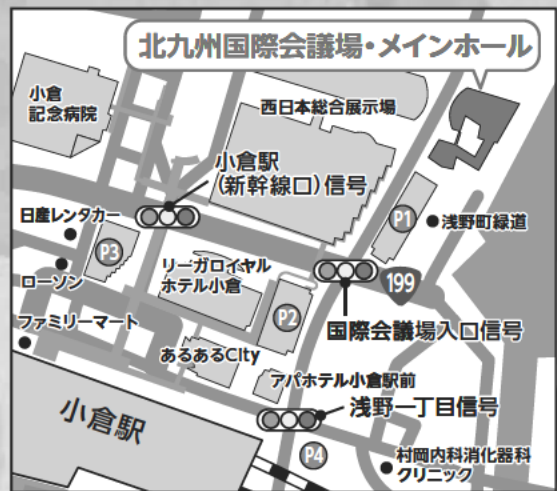 北九州国際会議場・メインホール
小倉
記念病院
西日本総合展示場
小倉駅
(新幹線口)信号
日産レンタカー
P1
浅野町緑道
P3
リーガロイヤル
ホテル小倉
199
ローソン
P2
国際会議場入口信号
ファミリーマート
あるあるCity
アパホテル小倉駅前
浅野一丁目信号
小倉駅
P4
村岡内科消化器科
クリニック